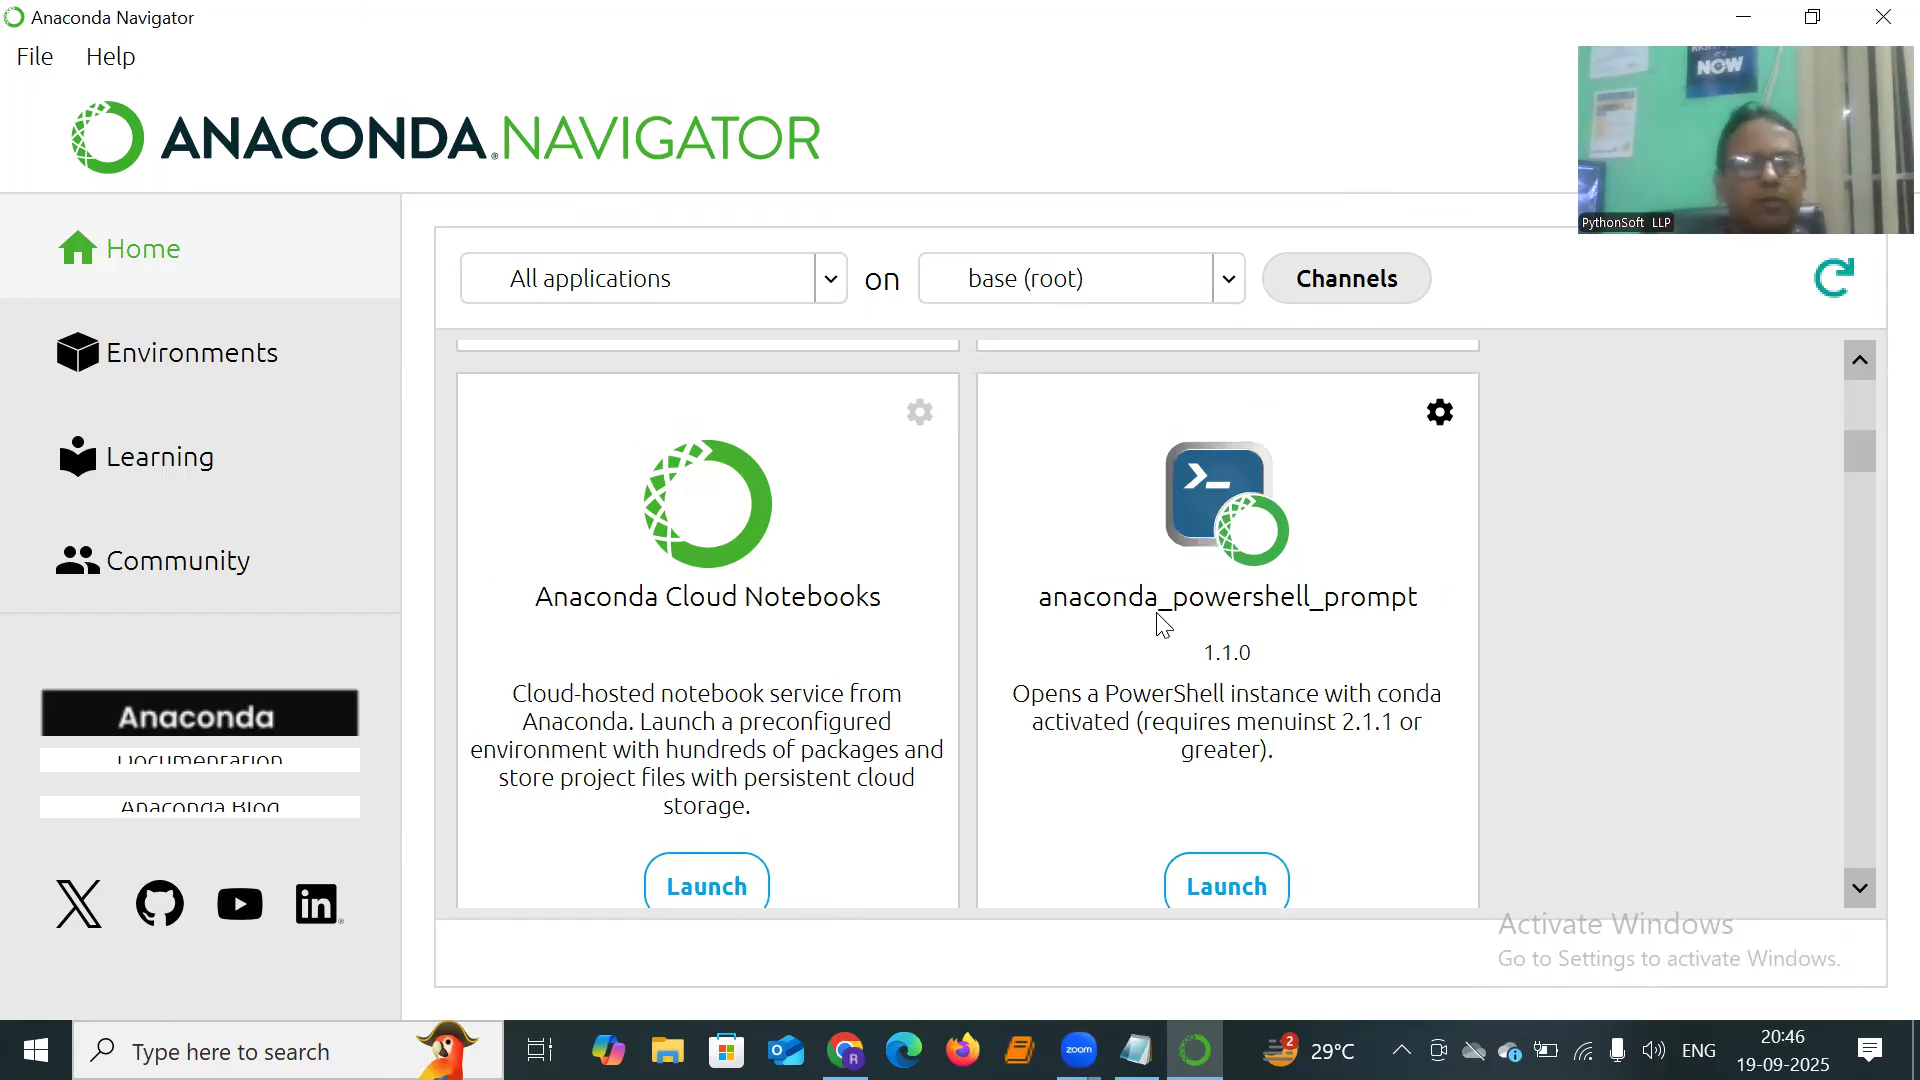 Anaconda Navigator
File Help
ANACONDA.NAVIGATOR
NOW
PythonSoft LLP
Home
Environments
Learning
Community
All applications on base (root) Channels
Anaconda Cloud Notebooks
Cloud-hosted notebook service from
Anaconda. Launch a preconfigured
environment with hundreds of packages and
store project files with persistent cloud
storage.
Launch
anaconda_powershell_prompt
1.1.0
Opens a PowerShell instance with conda
activated (requires menuinst 2.1.1 or
greater).
Launch
Anaconda
Documentation
Anaconda Blog
Activate Windows
Go to Settings to activate Windows.
Type here to search
zoom
R
2
29°C
ENG
20:46
19-09-2025